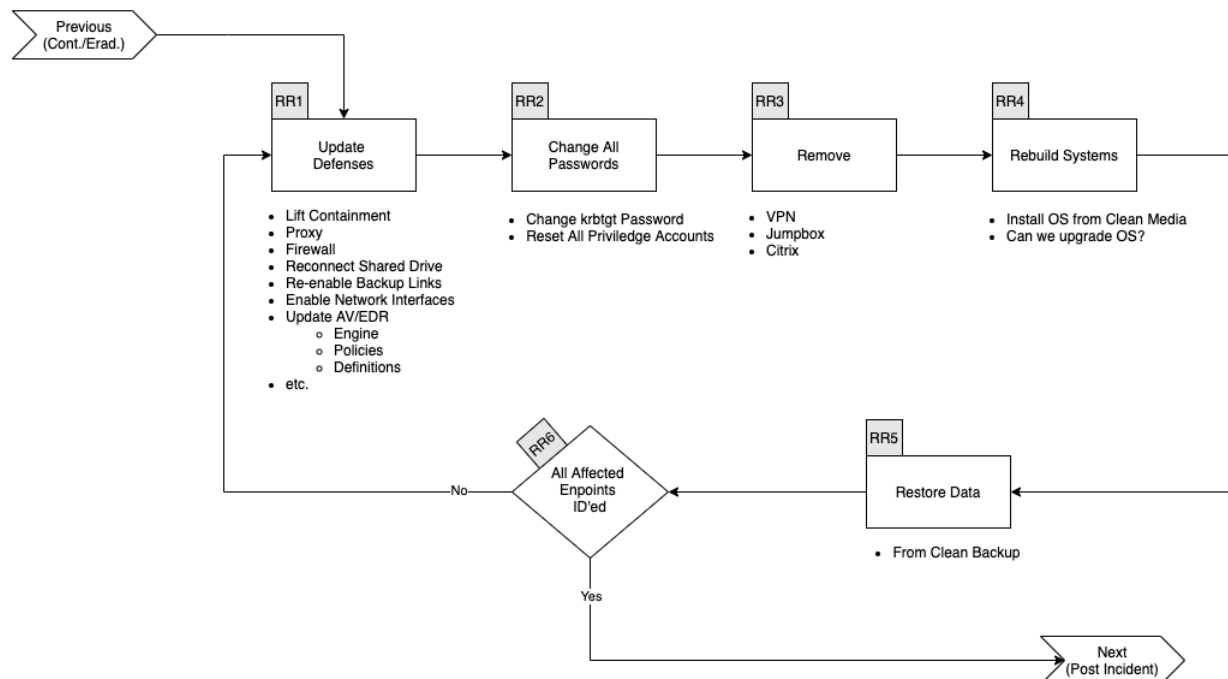 Previous
(Cont./Erad.)
RR1
Update
Defenses
Lift Containment
Proxy
Firewall
Reconnect Shared Drive
Re-enable Backup Links
Enable Network Interfaces
Update AV/EDR
Engine
Policies
Definitions
etc.
RR2
Change All
Passwords
Change krbtgt Password
Reset All Priviledge Accounts
RR3
Remove
VPN
Jumpbox
Citrix
RR4
Rebuild Systems
Install OS from Clean Media
Can we upgrade OS?
RR5
Restore Data
From Clean Backup
RR6
All Affected
Enpoints
ID'ed
No
Yes
Next
(Post Incident)